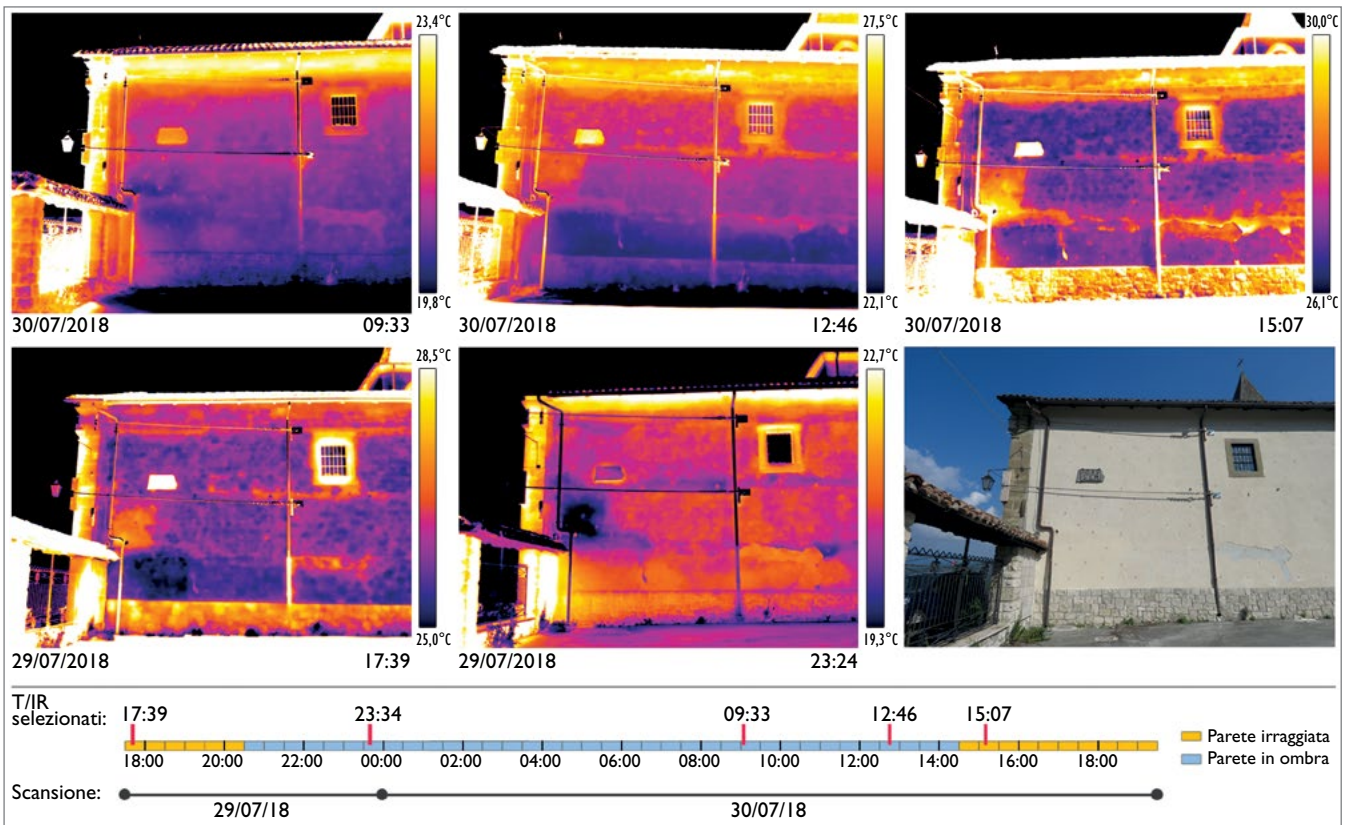 23,4°C
27,5°C
30,0°C
19,8°C
22,1°C
26,1°C
30/07/2018 09:33
30/07/2018 12:46
30/07/2018 15:07
28,5°C
22,7°C
25,0°C
19,3°C
29/07/2018 17:39
29/07/2018 23:24
T/IR
selezionati:
17:39 23:34 09:33 12:46 15:07
18:00 20:00 22:00 00:00 02:00 04:00 06:00 08:00 10:00 12:00 14:00 16:00 18:00
Parete irraggiata
Parete in ombra
Scansione:
29/07/18 30/07/18